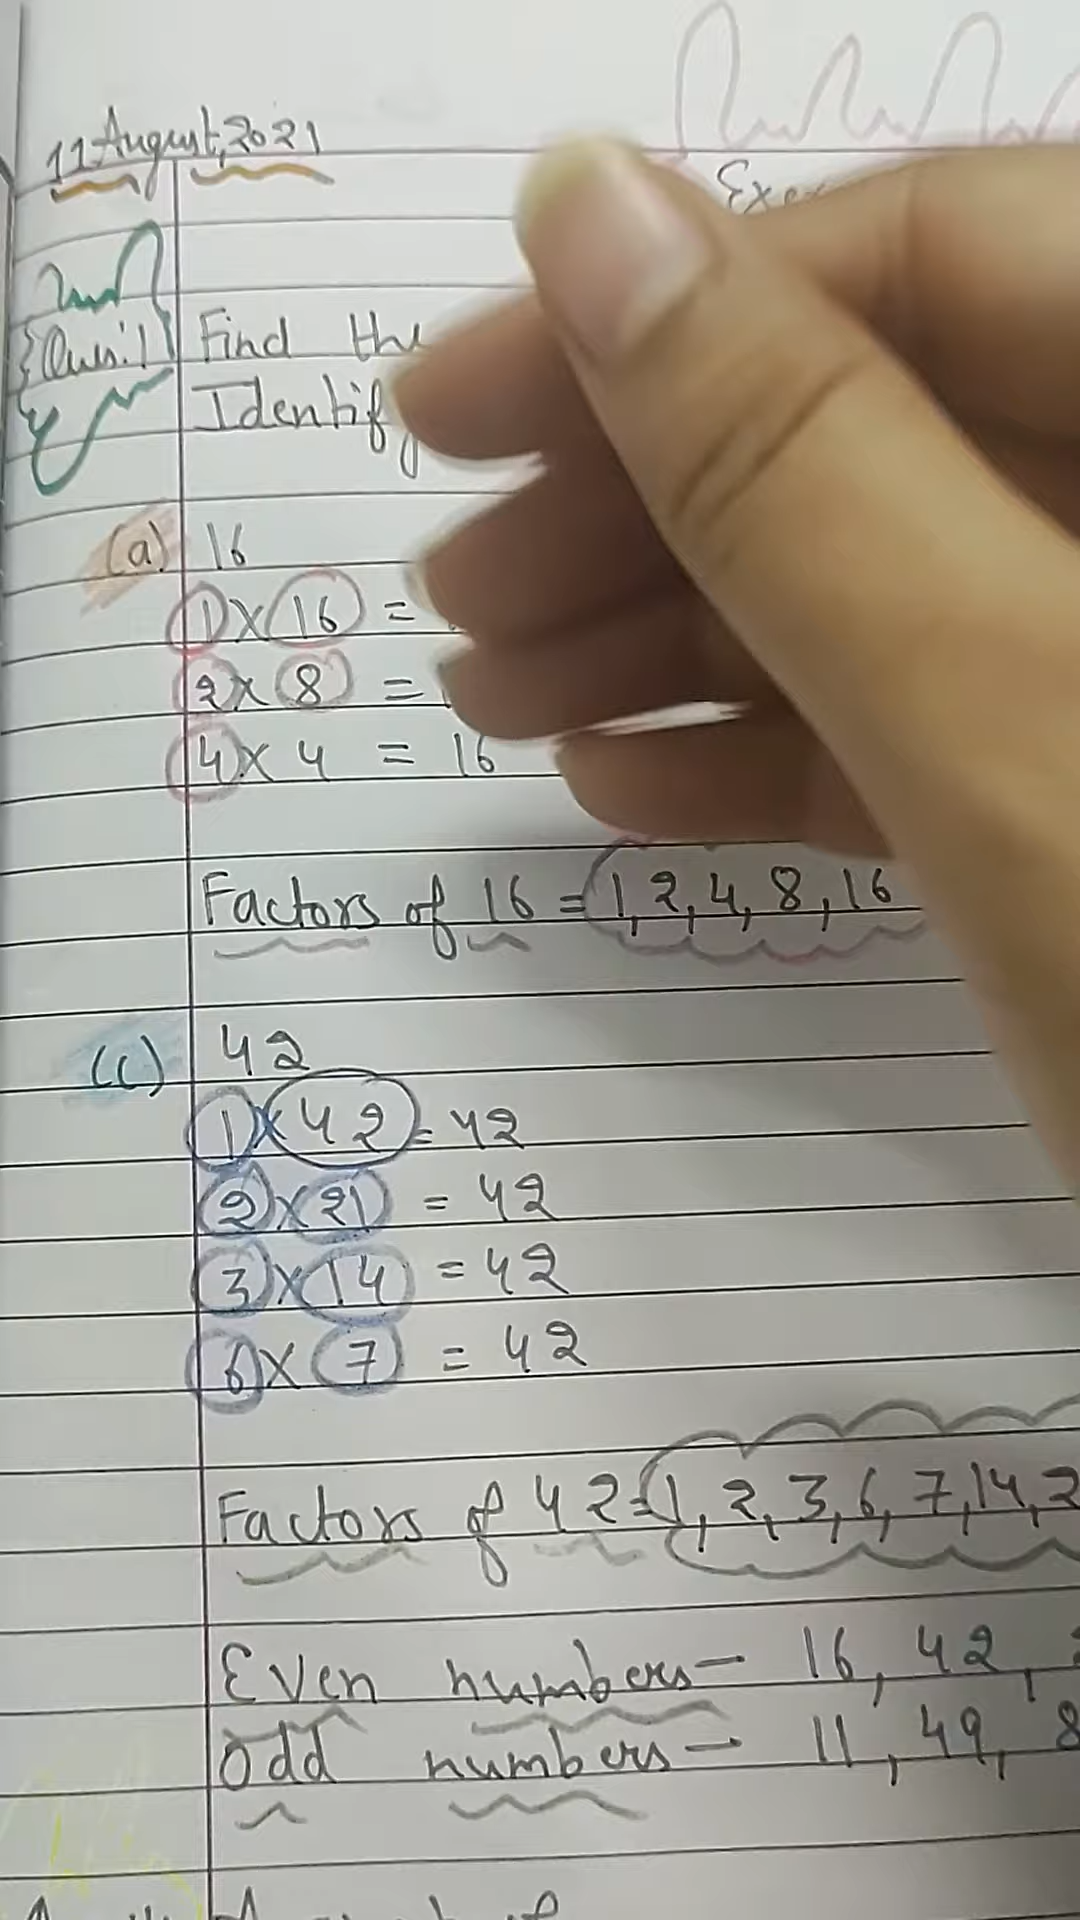 11 August, 2021
Ques:1 Find the
Identify
(a) 16
1 × 16 =
2 × 8 =
4 × 4 = 16
Factors of 16 = 1, 2, 4, 8, 16
(c) 42
1 × 42 = 42
2 × 21 = 42
3 × 14 = 42
6 × 7 = 42
Factors of 42 = 1, 2, 3, 6, 7, 14,
Even numbers - 16, 42,
Odd numbers - 11, 49,